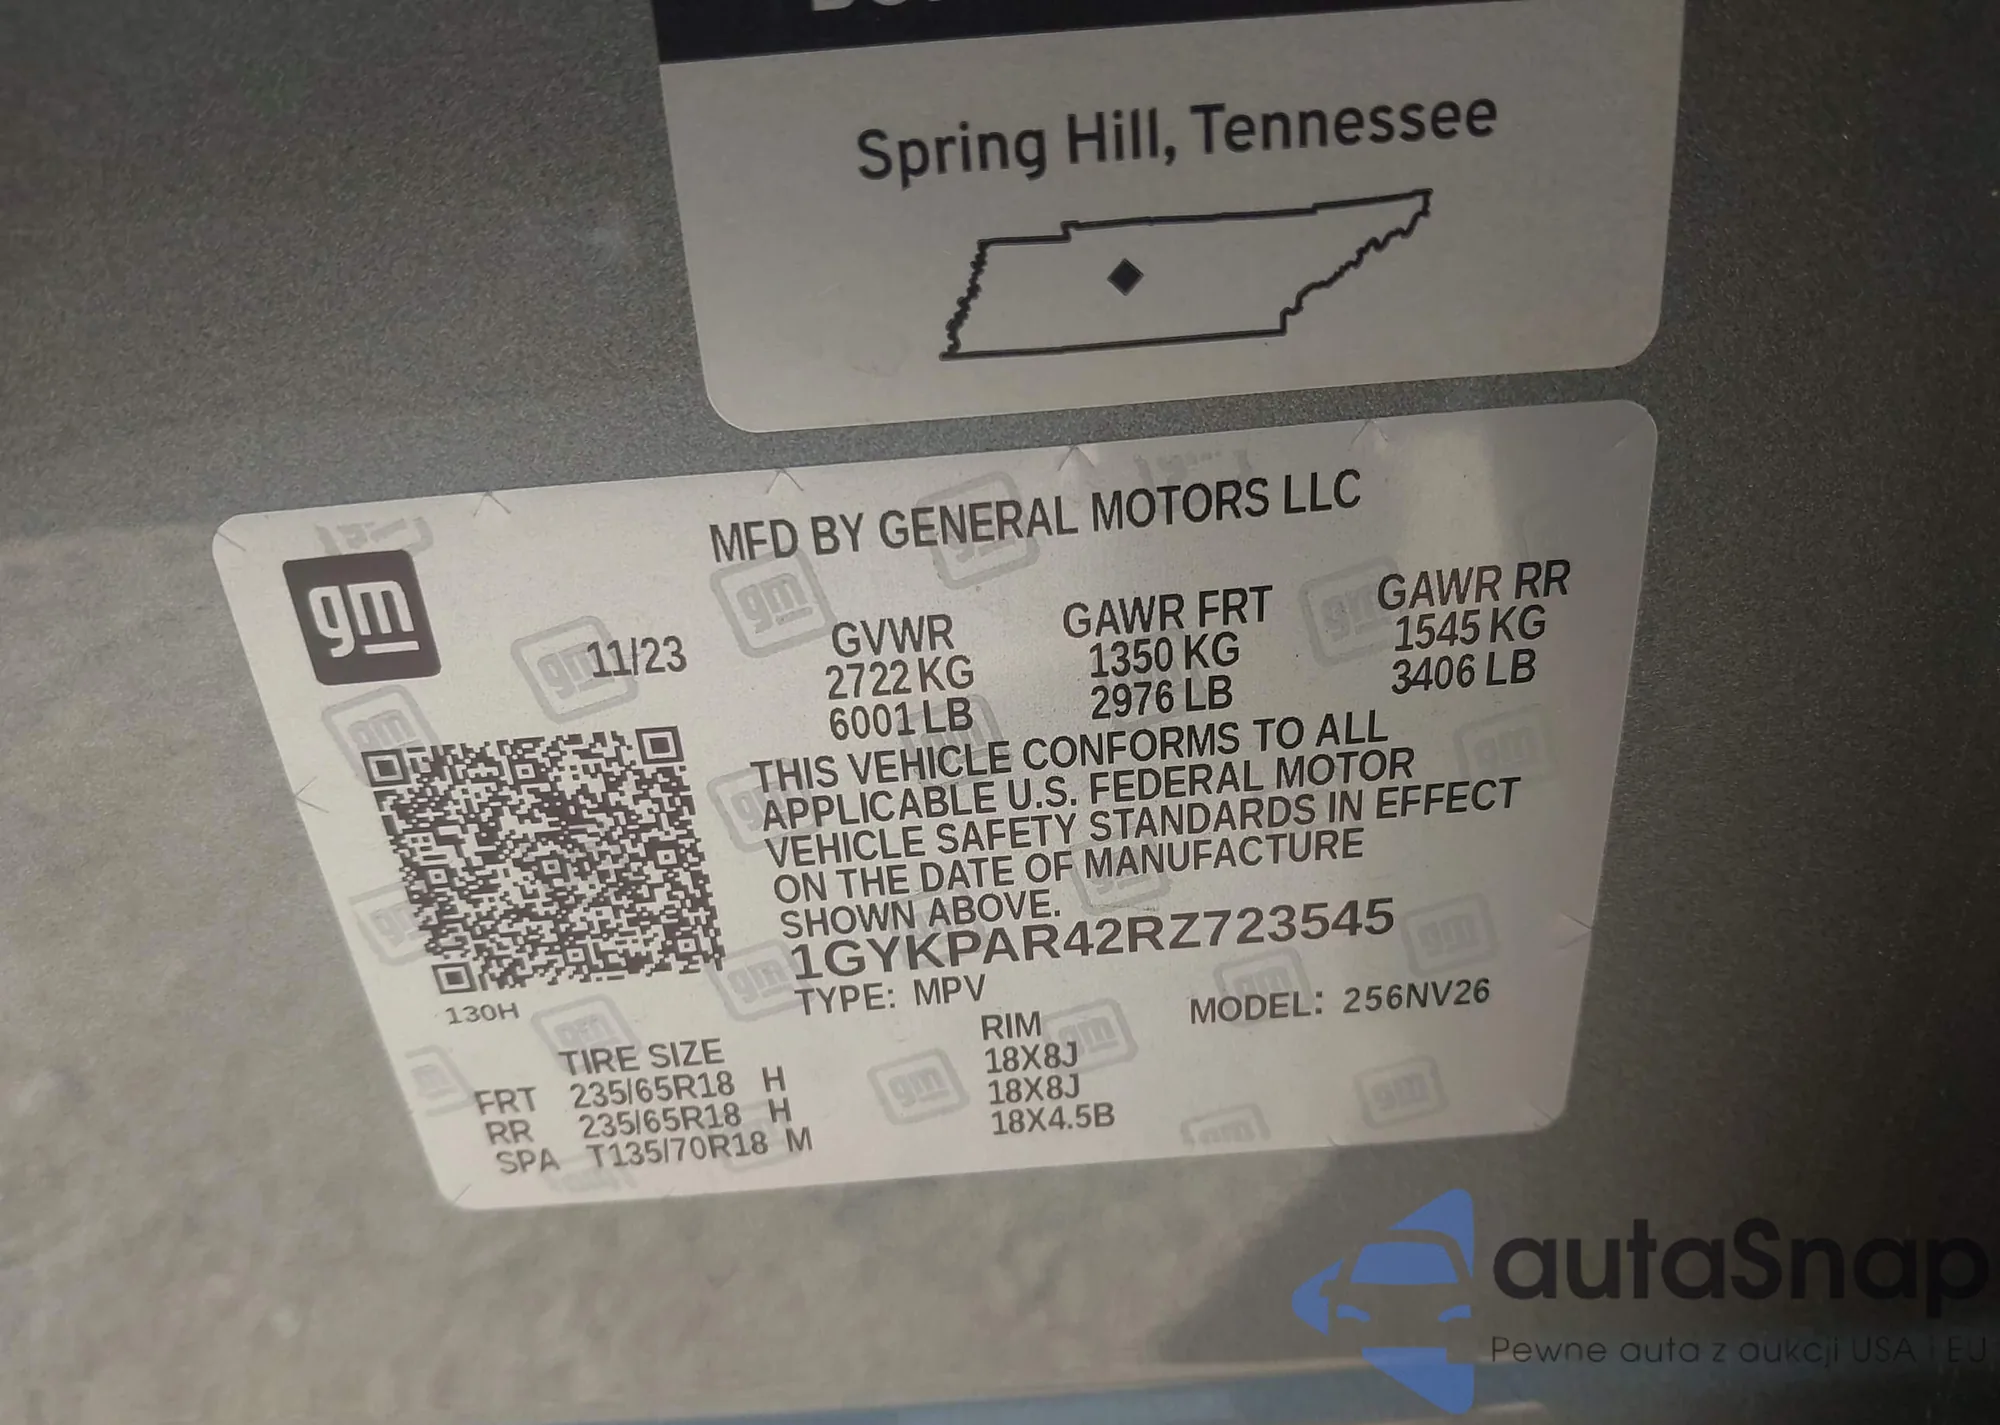 Spring Hill, Tennessee
MFD BY GENERAL MOTORS LLC
gm
11/23
GVWR GAWR FRT GAWR RR
2722 KG 1350 KG 1545 KG
6001 LB 2976 LB 3406 LB
THIS VEHICLE CONFORMS TO ALL
APPLICABLE U.S. FEDERAL MOTOR
VEHICLE SAFETY STANDARDS IN EFFECT
ON THE DATE OF MANUFACTURE
SHOWN ABOVE.
1GYKPAR42RZ723545
130H
TYPE: MPV MODEL: 256NV26
TIRE SIZE RIM
FRT 235/65R18 H 18X8J
RR 235/65R18 H 18X8J
SPA T135/70R18 M 18X4.5B
autaSnap
Pewne auta z aukcji USA i EU